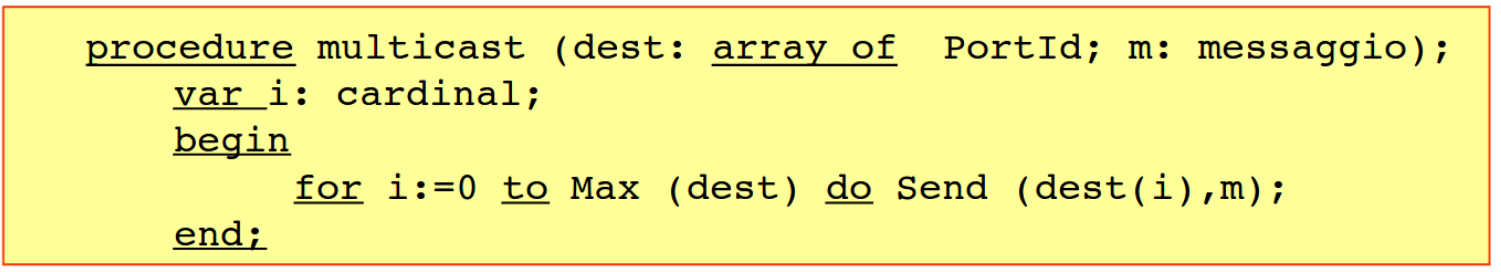 procedure multicast (dest: array of PortId; m: messaggio);
var i: cardinal;
begin
for i:=0 to Max (dest) do Send (dest(i),m);
end;